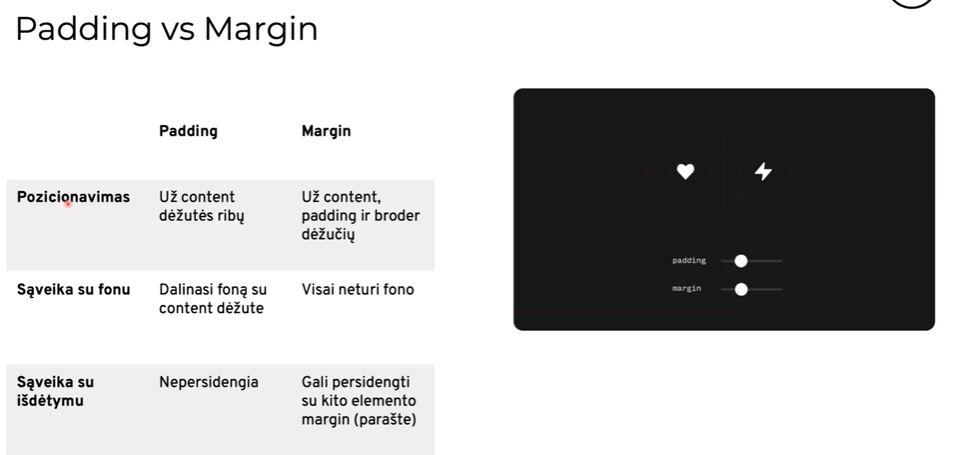 Padding vs Margin
Padding
Margin
Pozicionavimas
Už content
dėžutės ribų
Už content,
padding ir broder
dėžučių
Sąveika su fonu
Dalinasi foną su
content dėžute
Visai neturi fono
Sąveika su
išdėtymu
Nepersidengia
Gali persidengti
su kito elemento
margin (parašte)
padding
margin